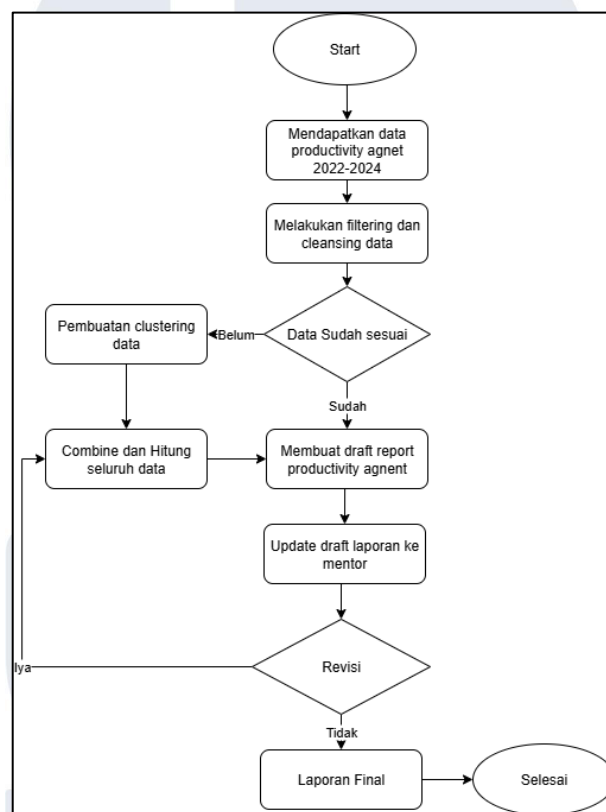 Start
Mendapatkan data
productivity agnet
2022-2024
Melakukan filtering dan
cleansing data
Pembuatan clustering
data
Belum
Data Sudah sesuai
Sudah
Combine dan Hitung
seluruh data
Membuat draft report
productivity agnent
Update draft laporan ke
mentor
Iya
Revisi
Tidak
Laporan Final
Selesai